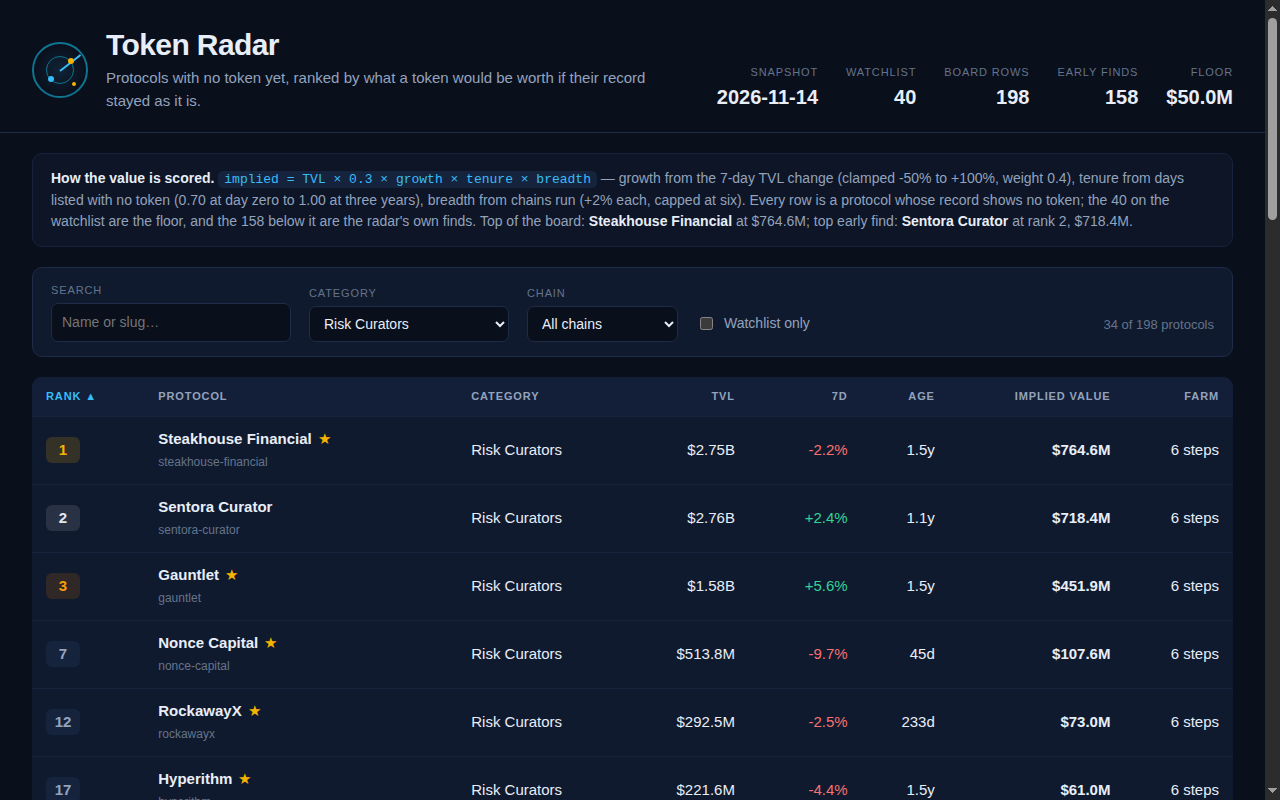 Token Radar
Protocols with no token yet, ranked by what a token would be worth if their record
stayed as it is.
SNAPSHOT
2026-11-14
WATCHLIST
40
BOARD ROWS
198
EARLY FINDS
158
FLOOR
$50.0M
How the value is scored. implied = TVL × 0.3 × growth × tenure × breadth — growth from the 7-day TVL change (clamped -50% to +100%, weight 0.4), tenure from days
listed with no token (0.70 at day zero to 1.00 at three years), breadth from chains run (+2% each, capped at six). Every row is a protocol whose record shows no token; the 40 on the
watchlist are the floor, and the 158 below it are the radar's own finds. Top of the board: Steakhouse Financial at $764.6M; top early find: Sentora Curator at rank 2, $718.4M.
SEARCH
Name or slug…
CATEGORY
Risk Curators
CHAIN
All chains
Watchlist only
34 of 198 protocols
RANK ▲ PROTOCOL CATEGORY TVL 7D AGE IMPLIED VALUE FARM
1 Steakhouse Financial ★ Risk Curators $2.75B -2.2% 1.5y $764.6M 6 steps
steakhouse-financial
2 Sentora Curator Risk Curators $2.76B +2.4% 1.1y $718.4M 6 steps
sentora-curator
3 Gauntlet ★ Risk Curators $1.58B +5.6% 1.5y $451.9M 6 steps
gauntlet
7 Nonce Capital ★ Risk Curators $513.8M -9.7% 45d $107.6M 6 steps
nonce-capital
12 RockawayX ★ Risk Curators $292.5M -2.5% 233d $73.0M 6 steps
rockawayx
17 Hyperithm ★ Risk Curators $221.6M -4.4% 1.5y $61.0M 6 steps